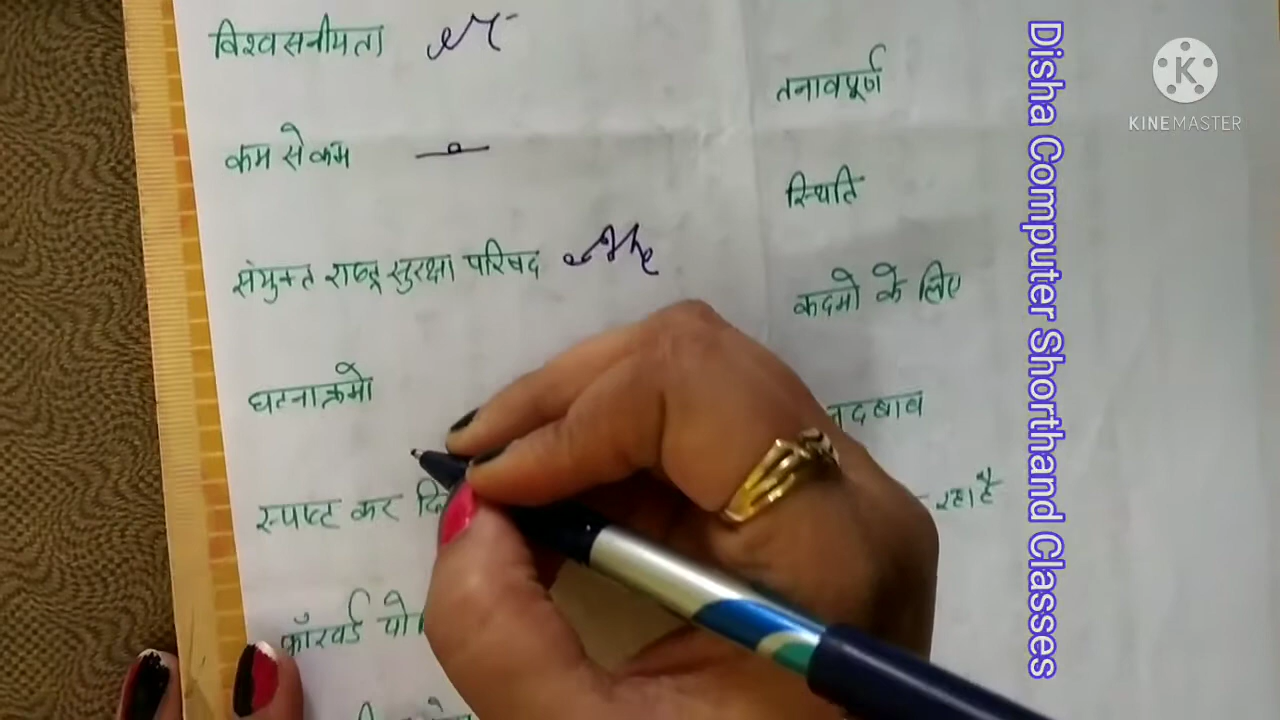 विश्वसनीयता
कम से कम
संयुक्त राष्ट्र सुरक्षा परिषद
घटनाक्रमो
स्पष्ट कर
फॉरवर्ड
तनावपूर्ण
स्थिति
कदमो के लिए
रहा है
Disha Computer Shorthand Classes
K
KINEMASTER